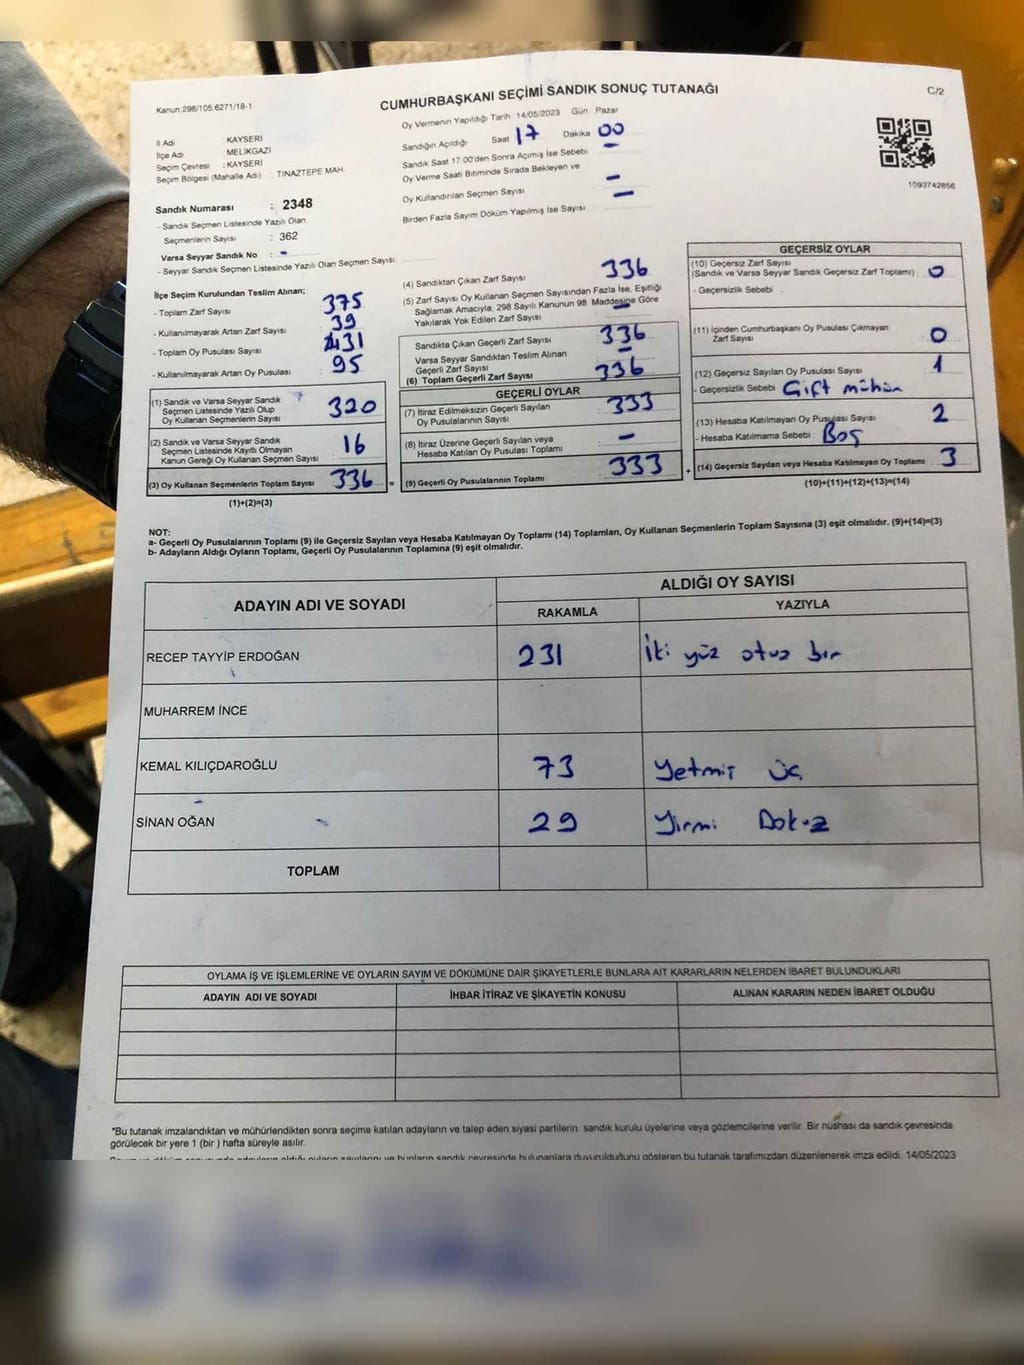 Kanun:298/105;6271/18-1
CUMHURBAŞKANI SEÇİMİ SANDIK SONUÇ TUTANAĞI
C/2
İl Adı : KAYSERİ
İlçe Adı : MELİKGAZİ
Seçim Çevresi : KAYSERİ
Seçim Bölgesi (Mahalle Adı) : TINAZTEPE MAH.
Sandık Numarası : 2348
- Sandık Seçmen Listesinde Yazılı Olan
Seçmenlerin Sayısı : 362
Varsa Seyyar Sandık No : -
- Seyyar Sandık Seçmen Listesinde Yazılı Olan Seçmen Sayısı:
Oy Vermenin Yapıldığı Tarih 14/05/2023 Gün : Pazar
Sandığın Açıldığı Saat 17 Dakika 00
Sandık Saat 17:00'den Sonra Açımış İse Sebebi -
Oy Verme Saati Bitiminde Sırada Bekleyen ve
Oy Kullandırılan Seçmen Sayısı -
Birden Fazla Sayım Döküm Yapılmış İse Sayısı -
1093742856
İlçe Seçim Kurulundan Teslim Alınan;
- Toplam Zarf Sayısı : 375
- Kullanılmayarak Artan Zarf Sayısı : 39
- Toplam Oy Pusulası Sayısı : 431
- Kullanılmayarak Artan Oy Pusulası : 95
(1) Sandık ve Varsa Seyyar Sandık
Seçmen Listesinde Yazılı Olup
Oy Kullanan Seçmenlerin Sayısı : 320
(2) Sandık ve Varsa Seyyar Sandık
Seçmen Listesinde Kayıtlı Olmayan
Kanun Gereği Oy Kullanan Seçmen Sayısı : 16
(3) Oy Kullanan Seçmenlerin Toplam Sayısı : 336 =
(1)+(2)=(3)
(4) Sandıktan Çıkan Zarf Sayısı : 336
(5) Zarf Sayısı Oy Kullanan Seçmen Sayısından Fazla İse, Eşitliği
Sağlamak Amacıyla; 298 Sayılı Kanunun 98. Maddesine Göre
Yakılarak Yok Edilen Zarf Sayısı : -
Sandıkta Çıkan Geçerli Zarf Sayısı : 336
Varsa Seyyar Sandıktan Teslim Alınan
Geçerli Zarf Sayısı : -
(6) Toplam Geçerli Zarf Sayısı : 336
GEÇERLİ OYLAR
(7) İtiraz Edilmeksizin Geçerli Sayılan
Oy Pusulalarının Sayısı : 333
(8) İtiraz Üzerine Geçerli Sayılan veya
Hesaba Katılan Oy Pusulası Toplamı : -
(9) Geçerli Oy Pusulalarının Toplamı : 333 +
GEÇERSİZ OYLAR
(10) Geçersiz Zarf Sayısı
(Sandık ve Varsa Seyyar Sandık Geçersiz Zarf Toplamı) : 0
- Geçersizlik Sebebi :
(11) İçinden Cumhurbaşkanı Oy Pusulası Çıkmayan
Zarf Sayısı : 0
(12) Geçersiz Sayılan Oy Pusulası Sayısı : 1
- Geçersizlik Sebebi : Çift mühür
(13) Hesaba Katılmayan Oy Pusulası Sayısı : 2
- Hesaba Katılmama Sebebi : Boş
(14) Geçersiz Sayılan veya Hesaba Katılmayan Oy Toplamı : 3
(10)+(11)+(12)+(13)=(14)
NOT:
a- Geçerli Oy Pusulalarının Toplamı (9) ile Geçersiz Sayılan veya Hesaba Katılmayan Oy Toplamı (14) Toplamları, Oy Kullanan Seçmenlerin Toplam Sayısına (3) eşit olmalıdır. (9)+(14)=(3)
b- Adayların Aldığı Oyların Toplamı, Geçerli Oy Pusulalarının Toplamına (9) eşit olmalıdır.
ADAYIN ADI VE SOYADI
ALDIĞI OY SAYISI
RAKAMLA YAZIYLA
RECEP TAYYİP ERDOĞAN 231 İki yüz otuz bir
MUHARREM İNCE
KEMAL KILIÇDAROĞLU 73 Yetmiş üç
SİNAN OĞAN 29 Yirmi Dokuz
TOPLAM
OYLAMA İŞ VE İŞLEMLERİNE VE OYLARIN SAYIM VE DÖKÜMÜNE DAİR ŞİKAYETLERLE BUNLARA AİT KARARLARIN NELERDEN İBARET BULUNDUKLARI
ADAYIN ADI VE SOYADI İHBAR İTİRAZ VE ŞİKAYETİN KONUSU ALINAN KARARIN NEDEN İBARET OLDUĞU
*Bu tutanak imzalandıktan ve mühürlendikten sonra seçime katılan adayların ve talep eden siyasi partilerin sandık kurulu üyelerine veya gözlemcilerine verilir. Bir nüshası da sandık çevresinde
görülecek bir yere 1 (bir ) hafta süreyle asılır.
bu tutanak tarafımızdan düzenlenerek imza edildi. 14/05/2023